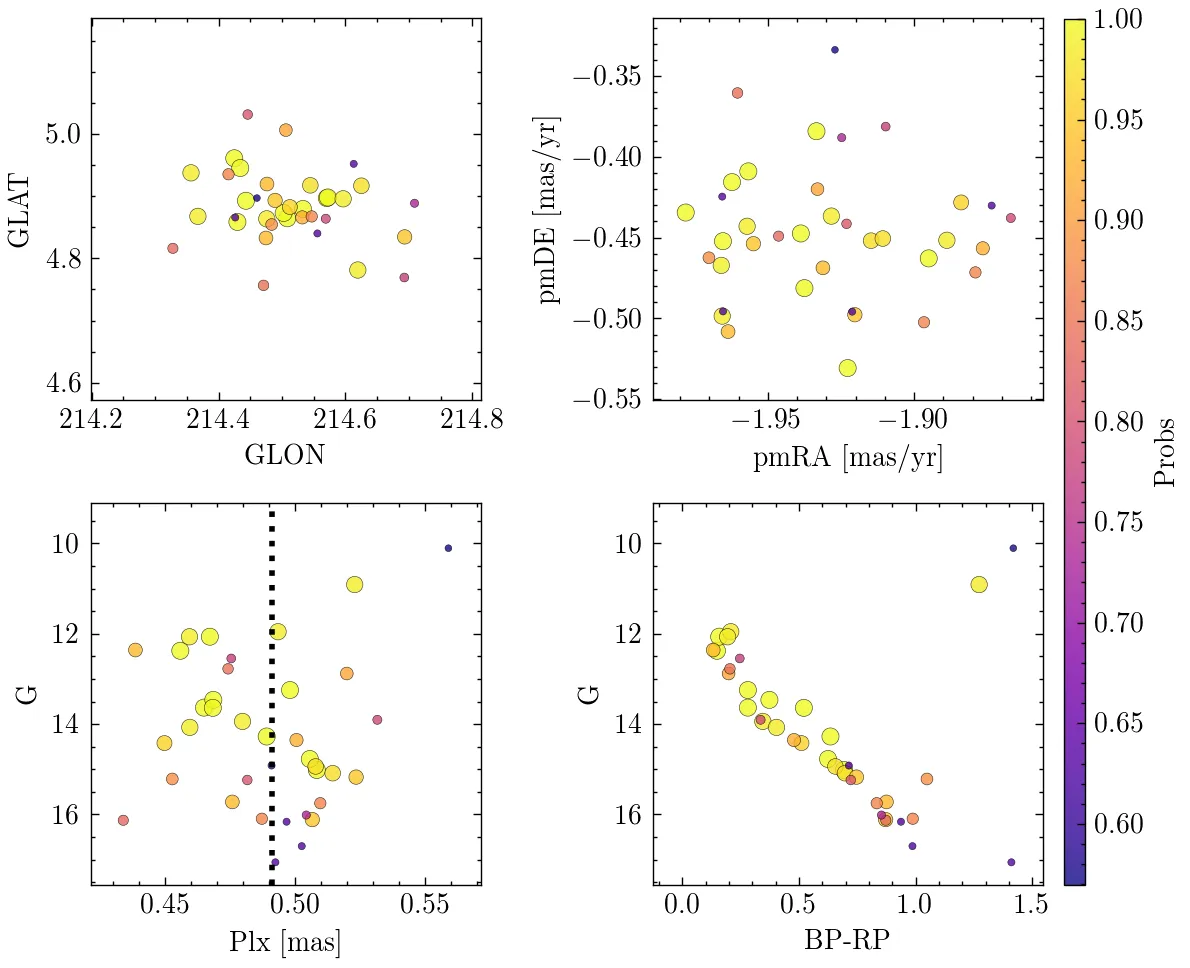 5.0
4.8
4.6
GLAT
214.2 214.4 214.6 214.8
GLON
−0.35
−0.40
−0.45
−0.50
−0.55
pmDE [mas/yr]
−1.95 −1.90
pmRA [mas/yr]
10
12
14
16
G
0.45 0.50 0.55
Plx [mas]
10
12
14
16
G
0.0 0.5 1.0 1.5
BP-RP
1.00
0.95
0.90
0.85
0.80
0.75
0.70
0.65
0.60
Probs